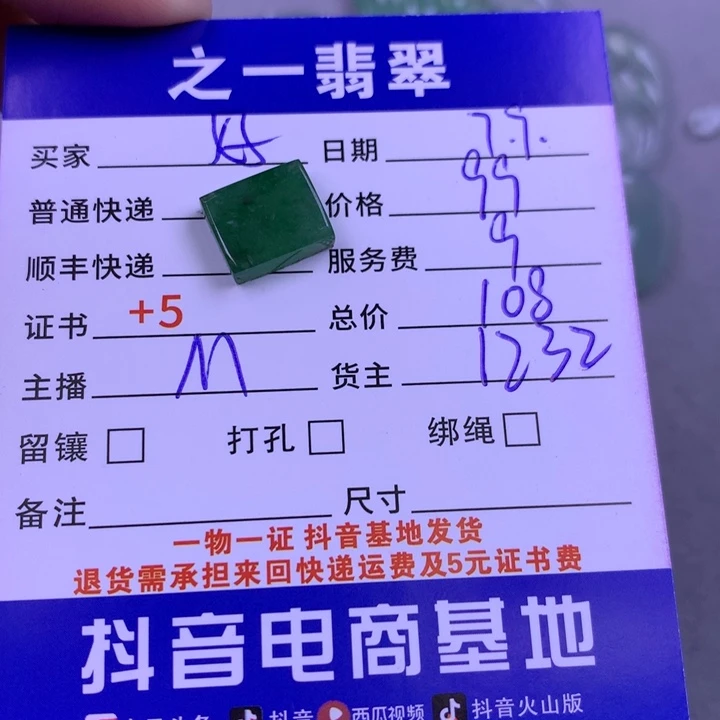 之一翡翠
买家 日期 7.9.
普通快递 价格 99
顺丰快递 服务费 9
证书 +5 总价 108
主播 M 货主 1232
留镶 打孔 绑绳
备注 尺寸
一物一证 抖音基地发货
退货需承担来回快递运费及5元证书费
抖音电商基地
抖音 西瓜视频 抖音火山版